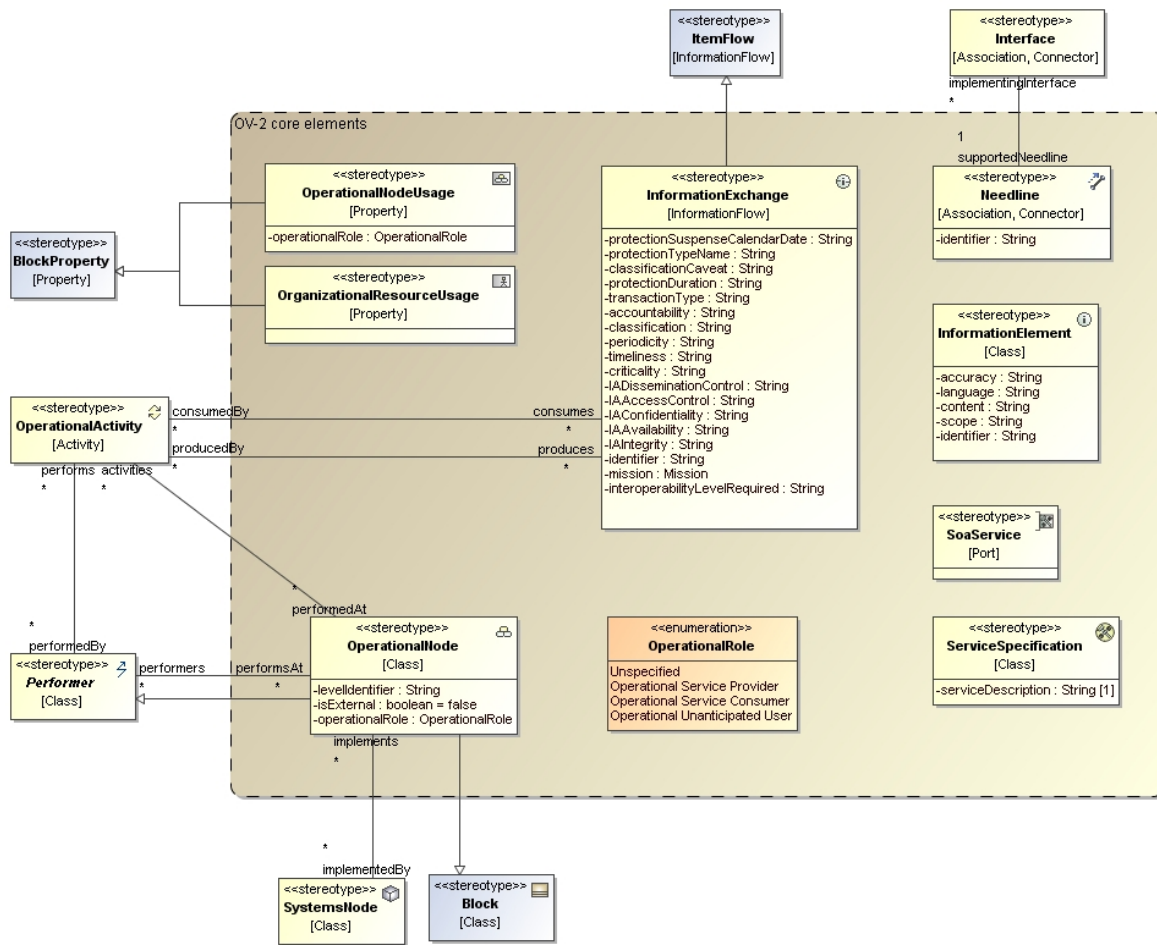 <<stereotype>>
ItemFlow
[InformationFlow]
<<stereotype>>
Interface
[Association, Connector]
implementingInterface
*
OV-2 core elements
1
supportedNeedline
<<stereotype>>
OperationalNodeUsage
[Property]
-operationalRole : OperationalRole
<<stereotype>>
InformationExchange
[InformationFlow]
-protectionSuspenseCalendarDate : String
-protectionTypeName : String
-classificationCaveat : String
-protectionDuration : String
-transactionType : String
-accountability : String
-classification : String
-periodicity : String
-timeliness : String
-criticality : String
-IADisseminationControl : String
-IAAccessControl : String
-IAConfidentiality : String
-IAAvailability : String
-IAIntegrity : String
-identifier : String
-mission : Mission
-interoperabilityLevelRequired : String
<<stereotype>>
Needline
[Association, Connector]
-identifier : String
<<stereotype>>
BlockProperty
[Property]
<<stereotype>>
OrganizationalResourceUsage
[Property]
<<stereotype>>
InformationElement
[Class]
-accuracy : String
-language : String
-content : String
-scope : String
-identifier : String
<<stereotype>>
OperationalActivity
[Activity]
consumedBy
*
consumes
*
producedBy
*
produces
*
performs
*
activities
*
<<stereotype>>
SoaService
[Port]
*
performedAt
*
performedBy
<<stereotype>>
Performer
[Class]
performers
*
performsAt
*
<<stereotype>>
OperationalNode
[Class]
-levelIdentifier : String
-isExternal : boolean = false
-operationalRole : OperationalRole
<<enumeration>>
OperationalRole
Unspecified
Operational Service Provider
Operational Service Consumer
Operational Unanticipated User
<<stereotype>>
ServiceSpecification
[Class]
-serviceDescription : String [1]
implements
*
*
implementedBy
<<stereotype>>
SystemsNode
[Class]
<<stereotype>>
Block
[Class]